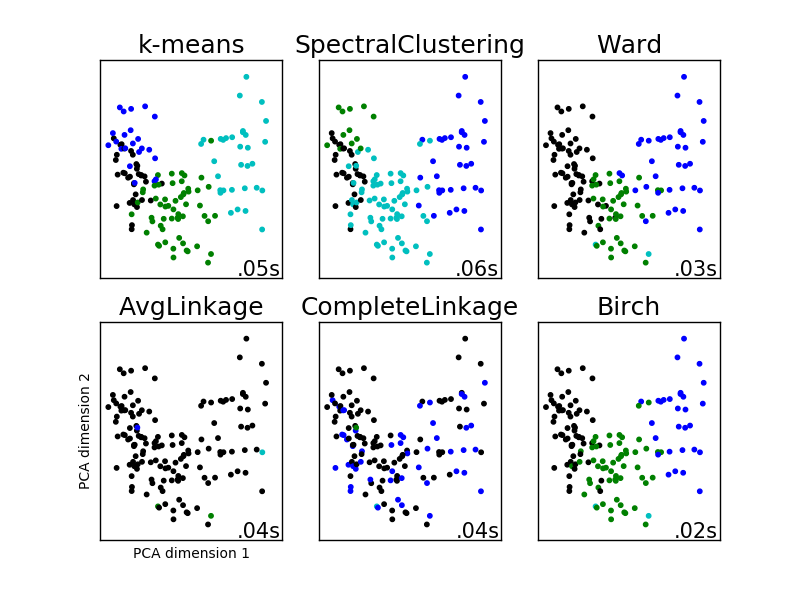 k-means
SpectralClustering
Ward
.05s
.06s
.03s
AvgLinkage
CompleteLinkage
Birch
PCA dimension 2
.04s
.04s
.02s
PCA dimension 1